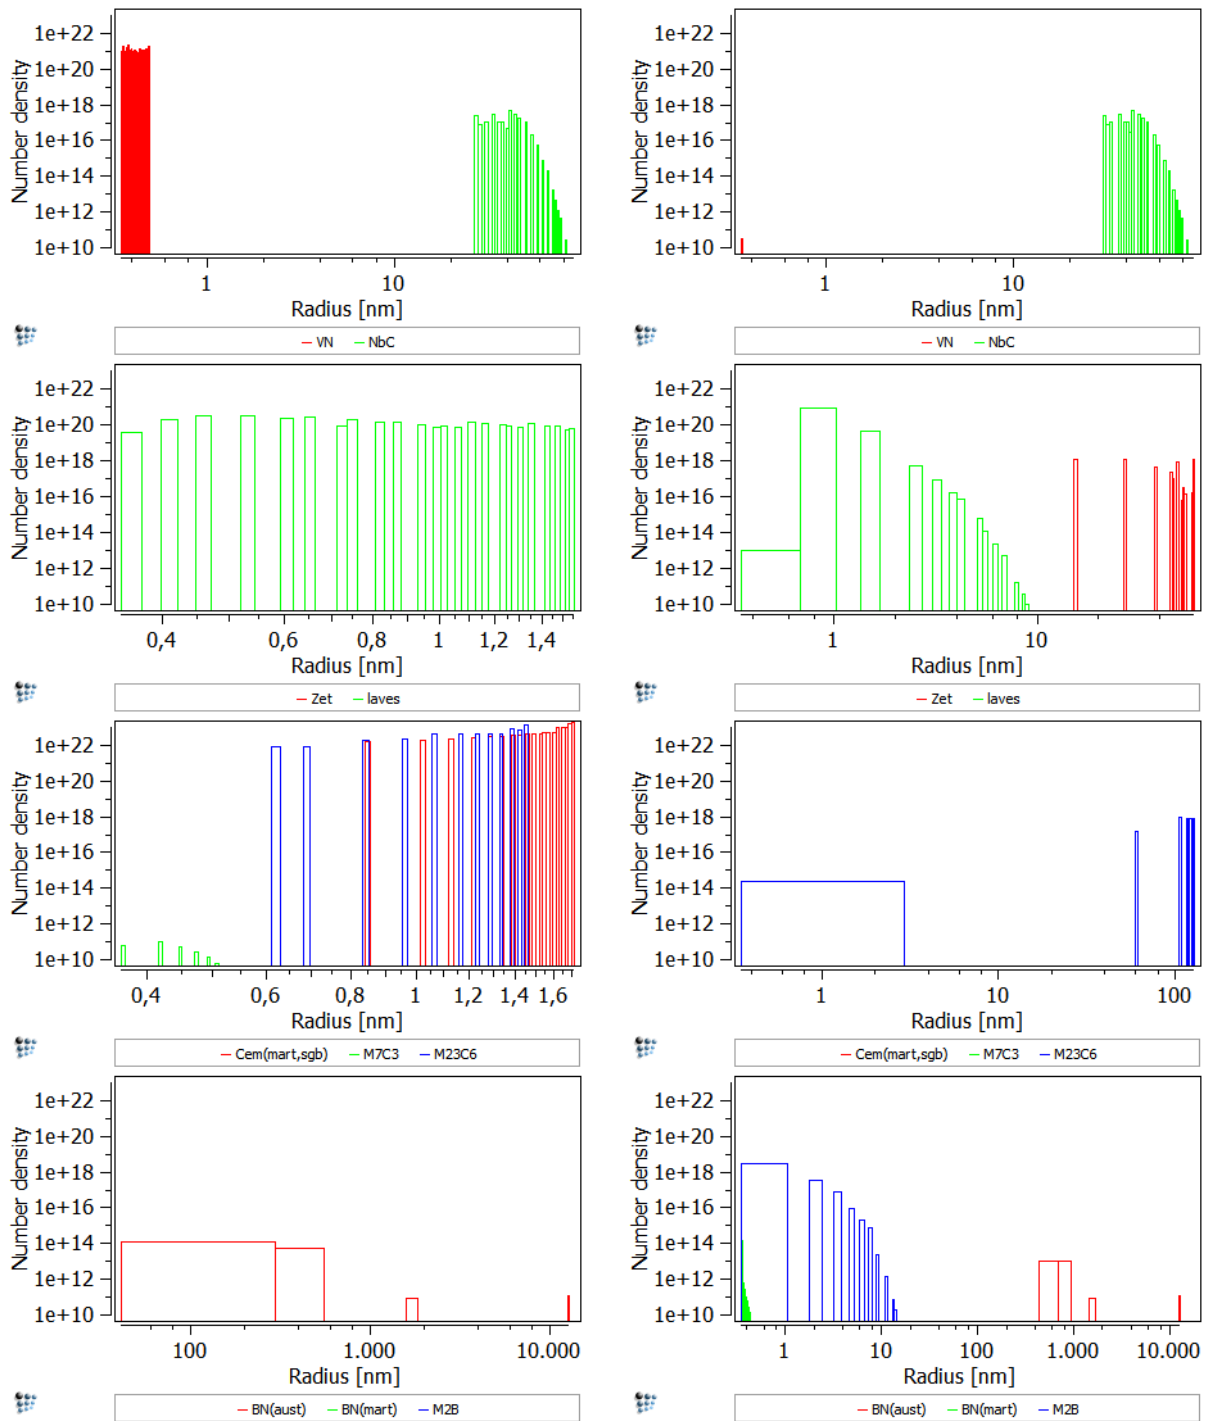 1e+22
1e+20
1e+18
1e+16
1e+14
1e+12
1e+10
Number density
1 10
Radius [nm]
VN NbC
1e+22
1e+20
1e+18
1e+16
1e+14
1e+12
1e+10
Number density
1 10
Radius [nm]
VN NbC
1e+22
1e+20
1e+18
1e+16
1e+14
1e+12
1e+10
Number density
0,4 0,6 0,8 1 1,2 1,4
Radius [nm]
Zet laves
1e+22
1e+20
1e+18
1e+16
1e+14
1e+12
1e+10
Number density
1 10
Radius [nm]
Zet laves
1e+22
1e+20
1e+18
1e+16
1e+14
1e+12
1e+10
Number density
0,4 0,6 0,8 1 1,2 1,4 1,6
Radius [nm]
Cem(mart,sgb) M7C3 M23C6
1e+22
1e+20
1e+18
1e+16
1e+14
1e+12
1e+10
Number density
1 10 100
Radius [nm]
Cem(mart,sgb) M7C3 M23C6
1e+22
1e+20
1e+18
1e+16
1e+14
1e+12
1e+10
Number density
100 1.000 10.000
Radius [nm]
BN(aust) BN(mart) M2B
1e+22
1e+20
1e+18
1e+16
1e+14
1e+12
1e+10
Number density
1 10 100 1.000 10.000
Radius [nm]
BN(aust) BN(mart) M2B